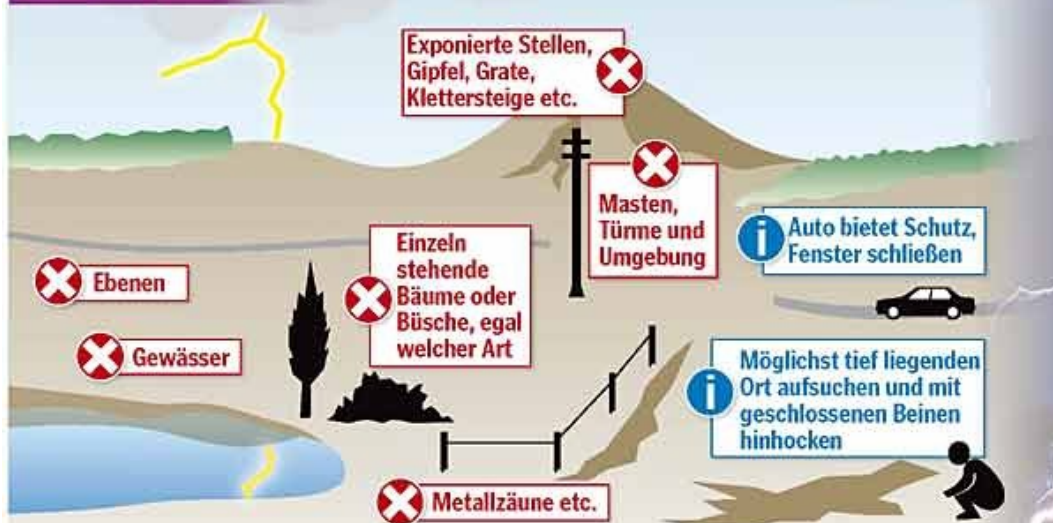 Exponierte Stellen,
Gipfel, Grate,
Klettersteige etc.
Masten,
Türme und
Umgebung
Auto bietet Schutz,
Fenster schließen
Einzeln
stehende
Bäume oder
Büsche, egal
welcher Art
Ebenen
Gewässer
Möglichst tief liegenden
Ort aufsuchen und mit
geschlossenen Beinen
hinhocken
Metallzäune etc.